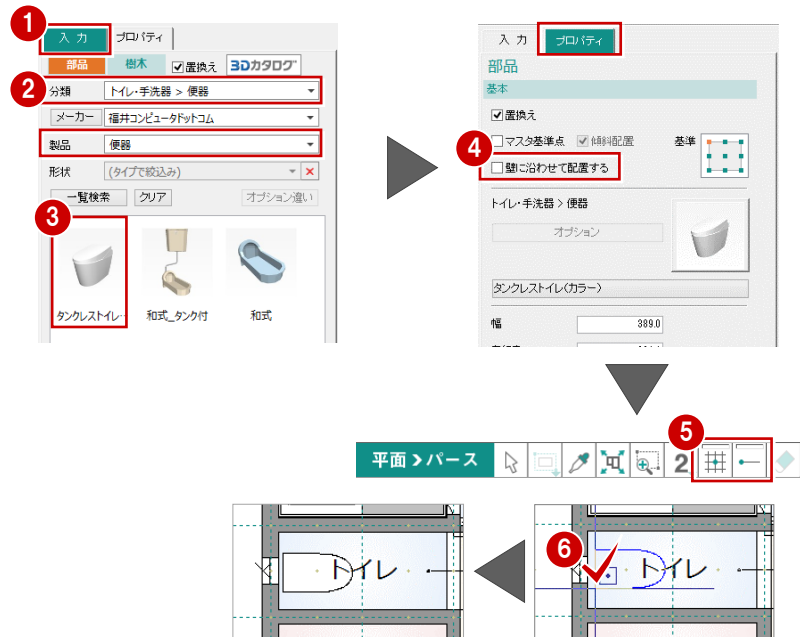 1
入 力
プロパティ
部品
樹木
置換え
3Dカタログ
2
分類
トイレ・手洗器 > 便器
メーカー
福井コンピュータドットコム
製品
便器
形状
(タイプで絞込み)
一覧検索
クリア
オプション違い
3
タンクレストイレ…
和式_タンク付
和式
入 力
プロパティ
部品
基本
置換え
4
マスタ基準点
傾斜配置
基準
壁に沿わせて配置する
トイレ・手洗器 > 便器
オプション
タンクレストイレ(カラー)
幅
389.0
5
平面 > パース
2
6
トイレ
トイレ